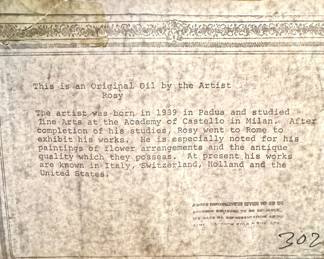 This is an Original Oil by the Artist
Rosy
The artist was born in 1939 in Padua and studied
Fine Arts at the Academy of Castello in Milan. After
completion of his studies, Rosy went to Rome to
exhibit his works. He is especially noted for his
paintings of flower arrangements and the antique
quality which they possess. At present his works
are known in Italy, Switzerland, Holland and the
United States.
302